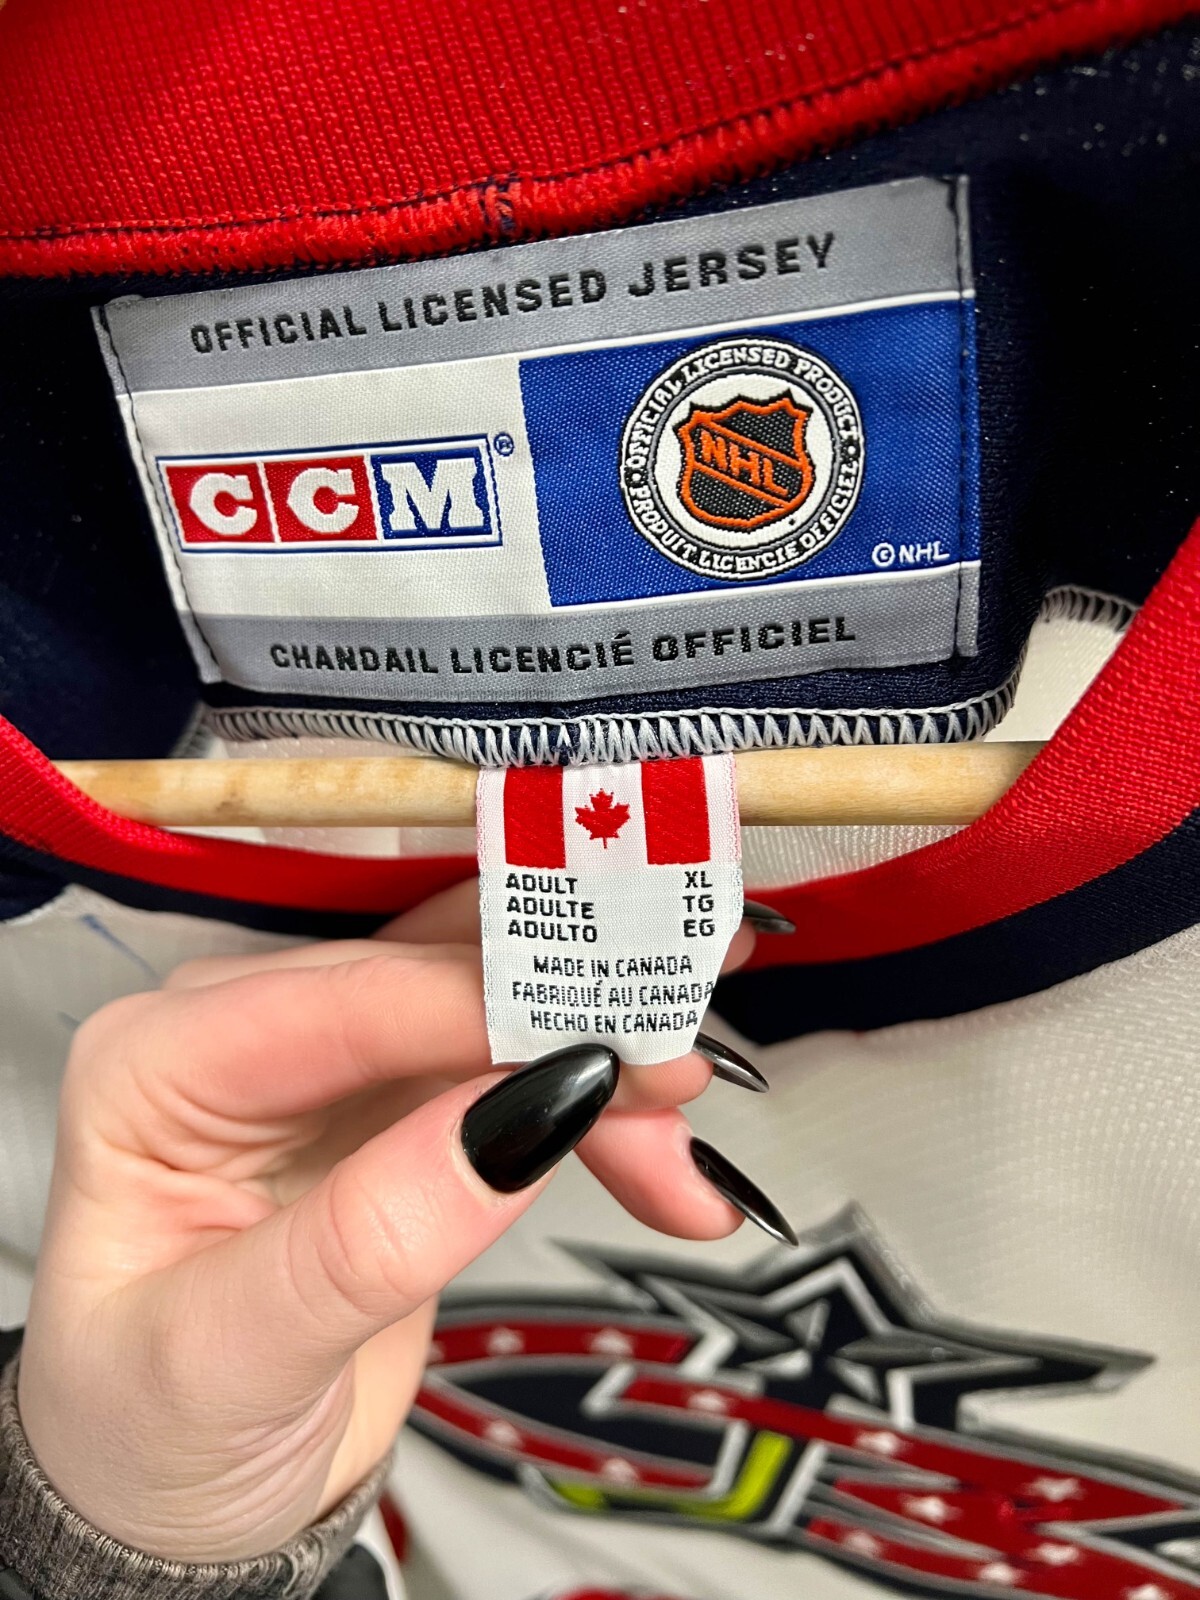 OFFICIAL LICENSED JERSEY
CCM®
OFFICIAL LICENSED PRODUCT
NHL
PRODUIT LICENCIE OFFICIEL
©NHL
CHANDAIL LICENCIÉ OFFICIEL
ADULT XL
ADULTE TG
ADULTO EG
MADE IN CANADA
FABRIQUÉ AU CANADA
HECHO EN CANADA